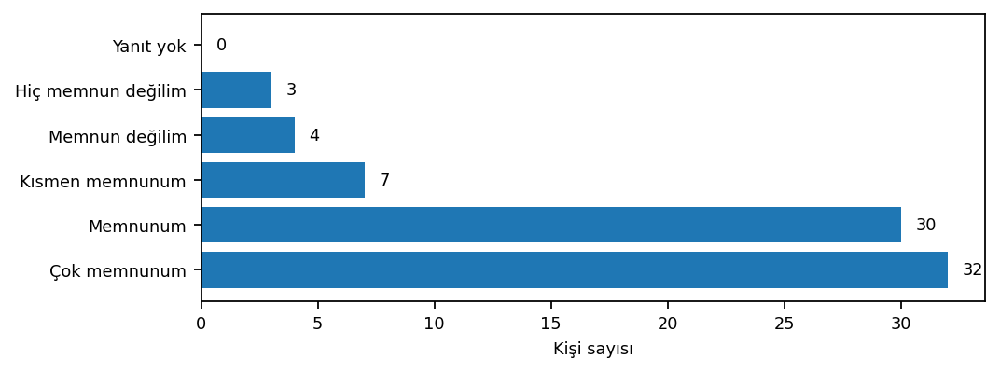 Yanıt yok 0
Hiç memnun değilim 3
Memnun değilim 4
Kısmen memnunum 7
Memnunum 30
Çok memnunum 32
0 5 10 15 20 25 30
Kişi sayısı